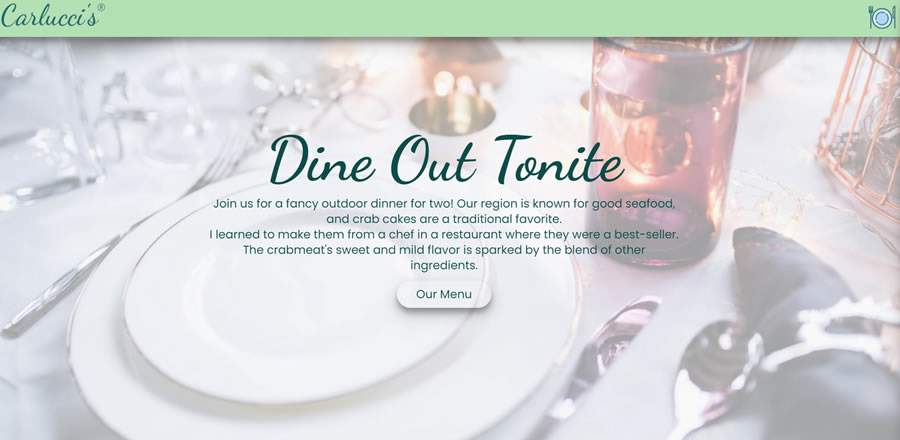 Carlucci's®
Dine Out Tonite
Join us for a fancy outdoor dinner for two! Our region is known for good seafood,
and crab cakes are a traditional favorite.
I learned to make them from a chef in a restaurant where they were a best-seller.
The crabmeat's sweet and mild flavor is sparked by the blend of other
ingredients.
Our Menu